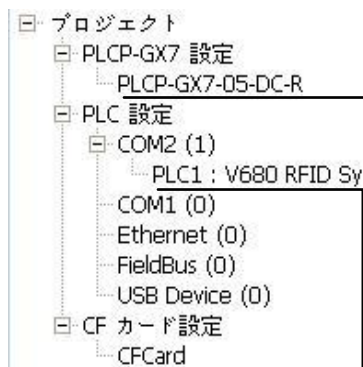 プロジェクト
PLCP-GX7 設定
PLCP-GX7-05-DC-R
PLC 設定
COM2 (1)
PLC1 : V680 RFID Sy
COM1 (0)
Ethernet (0)
FieldBus (0)
USB Device (0)
CF カード設定
CFCard